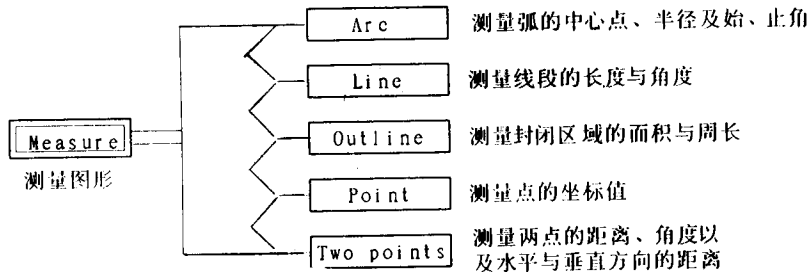 Arc 测量弧的中心点、半径及始、止角
Line 测量线段的长度与角度
Measure
测量图形
Outline 测量封闭区域的面积与周长
Point 测量点的坐标值
Two points 测量两点的距离、角度以
及水平与垂直方向的距离